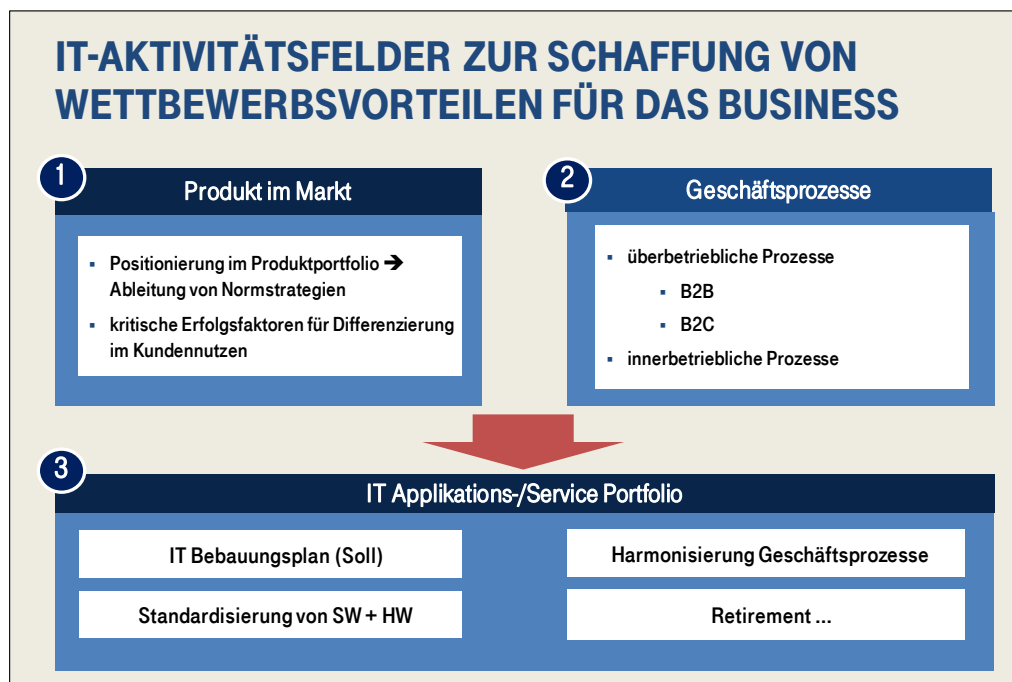 IT-AKTIVITÄTSFELDER ZUR SCHAFFUNG VON
WETTBEWERBSVORTEILEN FÜR DAS BUSINESS
1
Produkt im Markt
▪ Positionierung im Produktportfolio ➔
Ableitung von Normstrategien
▪ kritische Erfolgsfaktoren für Differenzierung
im Kundennutzen
2
Geschäftsprozesse
▪ überbetriebliche Prozesse
▪ B2B
▪ B2C
▪ innerbetriebliche Prozesse
3
IT Applikations-/Service Portfolio
IT Bebauungsplan (Soll)
Harmonisierung Geschäftsprozesse
Standardisierung von SW + HW
Retirement ...